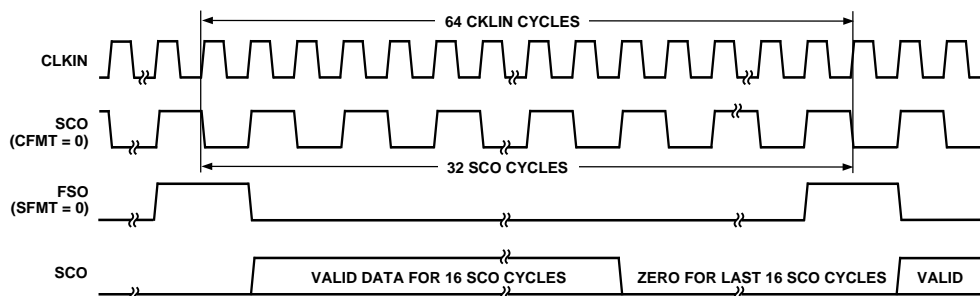 64 CKLIN CYCLES
CLKIN
SCO
(CFMT = 0)
32 SCO CYCLES
FSO
(SFMT = 0)
SCO
VALID DATA FOR 16 SCO CYCLES
ZERO FOR LAST 16 SCO CYCLES
VALID